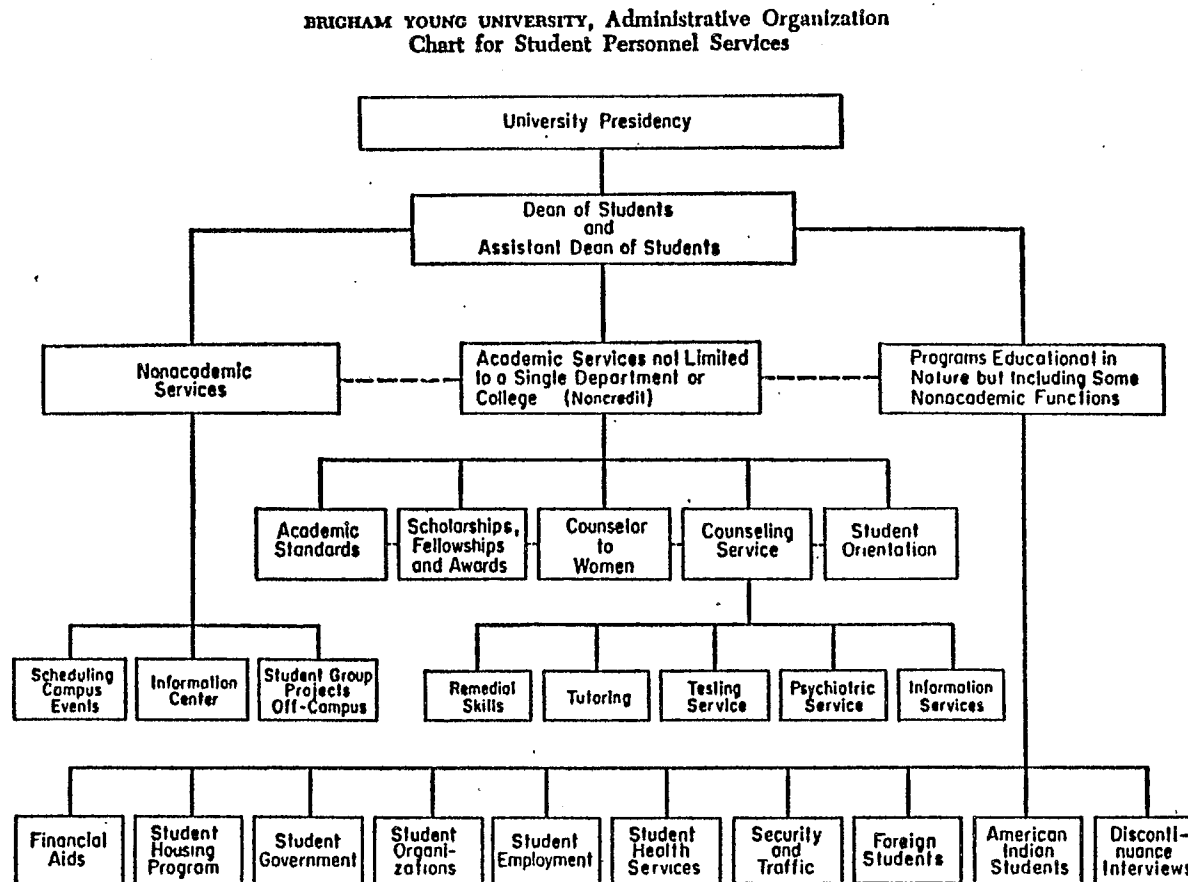 BRIGHAM YOUNG UNIVERSITY, Administrative Organization
Chart for Student Personnel Services
University Presidency
Dean of Students
and
Assistant Dean of Students
Nonacademic
Services
Academic Services not Limited
to a Single Department or
College (Noncredit)
Programs Educational in
Nature but Including Some
Nonacademic Functions
Academic
Standards
Scholarships,
Fellowships
and Awards
Counselor
to
Women
Counseling
Service
Student
Orientation
Scheduling
Campus
Events
Information
Center
Student Group
Projects
Off-Campus
Remedial
Skills
Tutoring
Testing
Service
Psychiatric
Service
Information
Services
Financial
Aids
Student
Housing
Program
Student
Government
Student
Organi-
zations
Student
Employment
Student
Health
Services
Security
and
Traffic
Foreign
Students
American
Indian
Students
Disconti-
nuance
Interviews